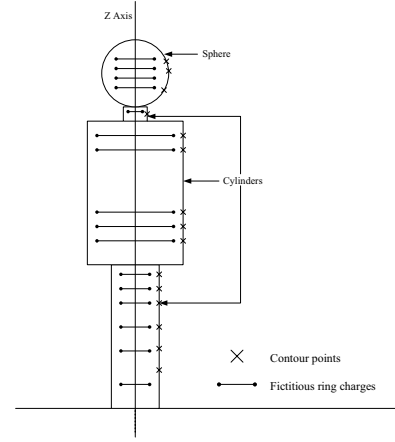 Z Axis
Sphere
Cylinders
Contour points
Fictitious ring charges